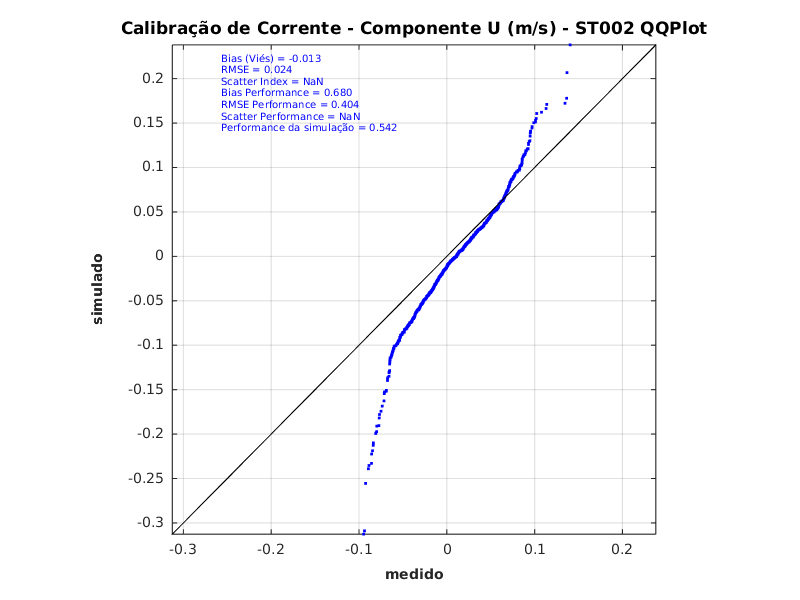 Calibração de Corrente - Componente U (m/s) - ST002 QQPlot
Bias (Viés) = -0.013
RMSE = 0.024
Scatter Index = NaN
Bias Performance = 0.680
RMSE Performance = 0.404
Scatter Performance = NaN
Performance da simulação = 0.542
0.2
0.15
0.1
0.05
0
-0.05
-0.1
-0.15
-0.2
-0.25
-0.3
simulado
-0.3 -0.2 -0.1 0 0.1 0.2
medido